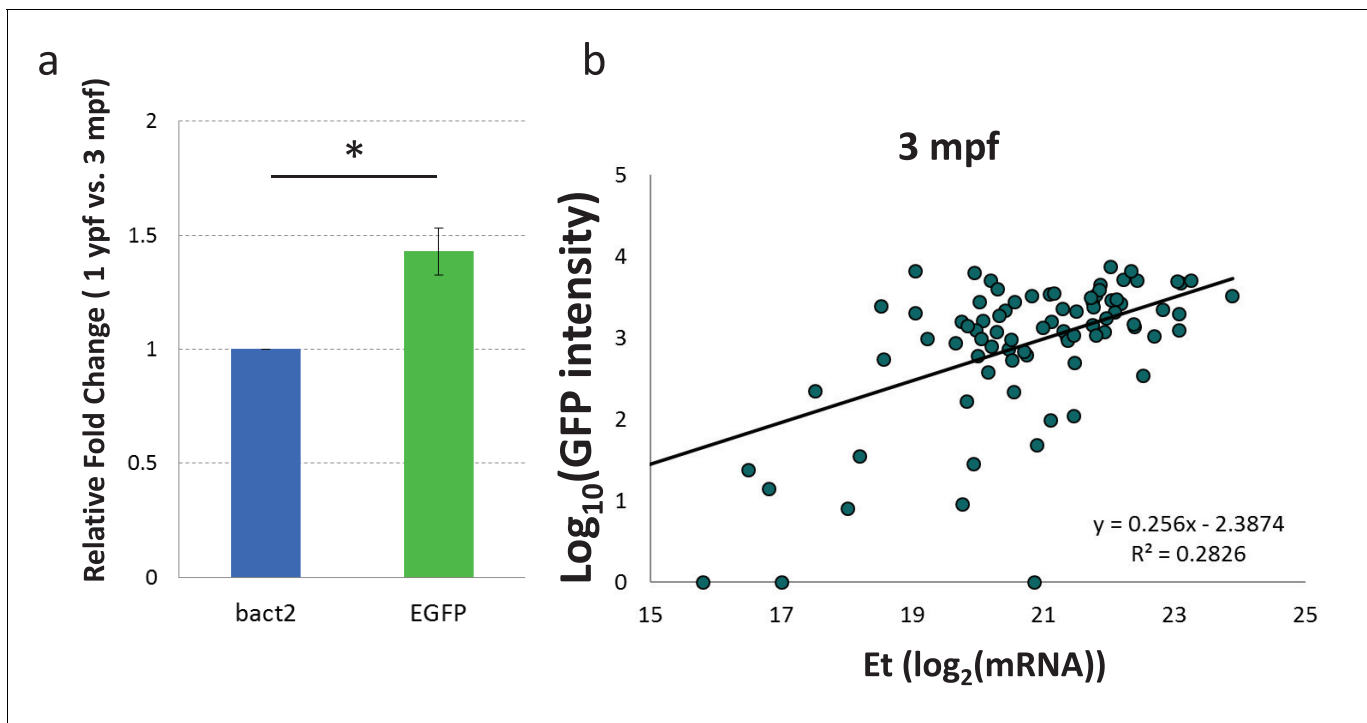 a
Relative Fold Change ( 1 ypf vs. 3 mpf)
2
*
1.5
1
0.5
0
bact2
EGFP
b
3 mpf
Log₁₀(GFP intensity)
5
4
3
2
1
0
y = 0.256x - 2.3874
R² = 0.2826
15
17
19
21
23
25
Et (log₂(mRNA))